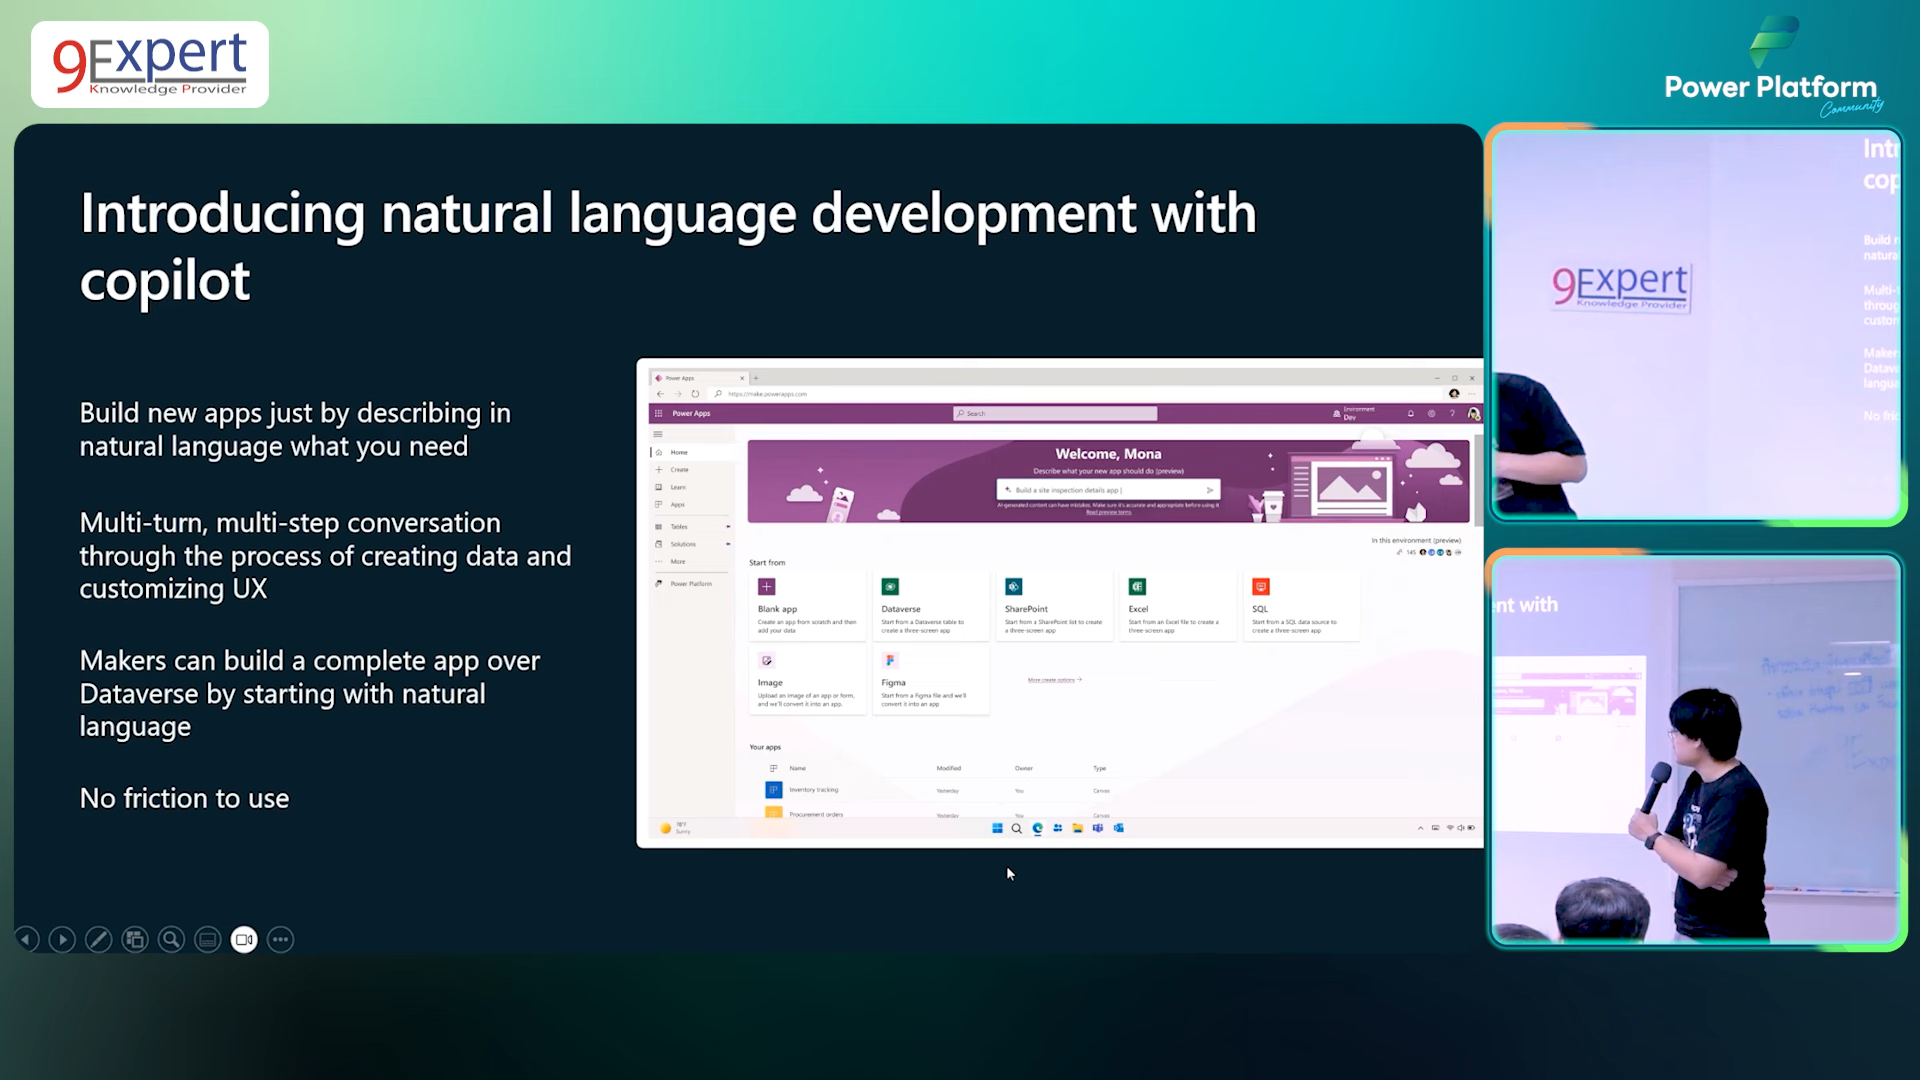 9Expert
Knowledge Provider
Power Platform
Community
Introducing natural language development with
copilot
Build new apps just by describing in
natural language what you need
Multi-turn, multi-step conversation
through the process of creating data and
customizing UX
Makers can build a complete app over
Dataverse by starting with natural
language
No friction to use
Power Apps
https://make.powerapps.com
Power Apps
Search
Environment
Dev
Home
Create
Learn
Apps
Tables
Solutions
More
Power Platform
Welcome, Mona
Describe what your new app should do (preview)
Build a site inspection details app
AI-generated content can have mistakes. Make sure it's accurate and appropriate before using it.
Read preview terms
In this environment (preview)
145
Start from
Blank app
Create an app from scratch and then
add your data
Dataverse
Start from a Dataverse table to
create a three-screen app
SharePoint
Start from a SharePoint list to create
a three-screen app
Excel
Start from an Excel file to create a
three-screen app
SQL
Start from a SQL data source to
create a three-screen app
Image
Upload an image of an app or form,
and we'll convert it into an app.
Figma
Start from a Figma file and we'll
convert it into an app
More create options
Your apps
Name Modified Owner Type
Inventory tracking Yesterday You Canvas
Procurement orders Yesterday You Canvas
Sunny
Intr
cop
Build n
natura
Multi-t
throug
custom
Maker
Datav
langua
No fric
9Expert
Knowledge Provider
nt with